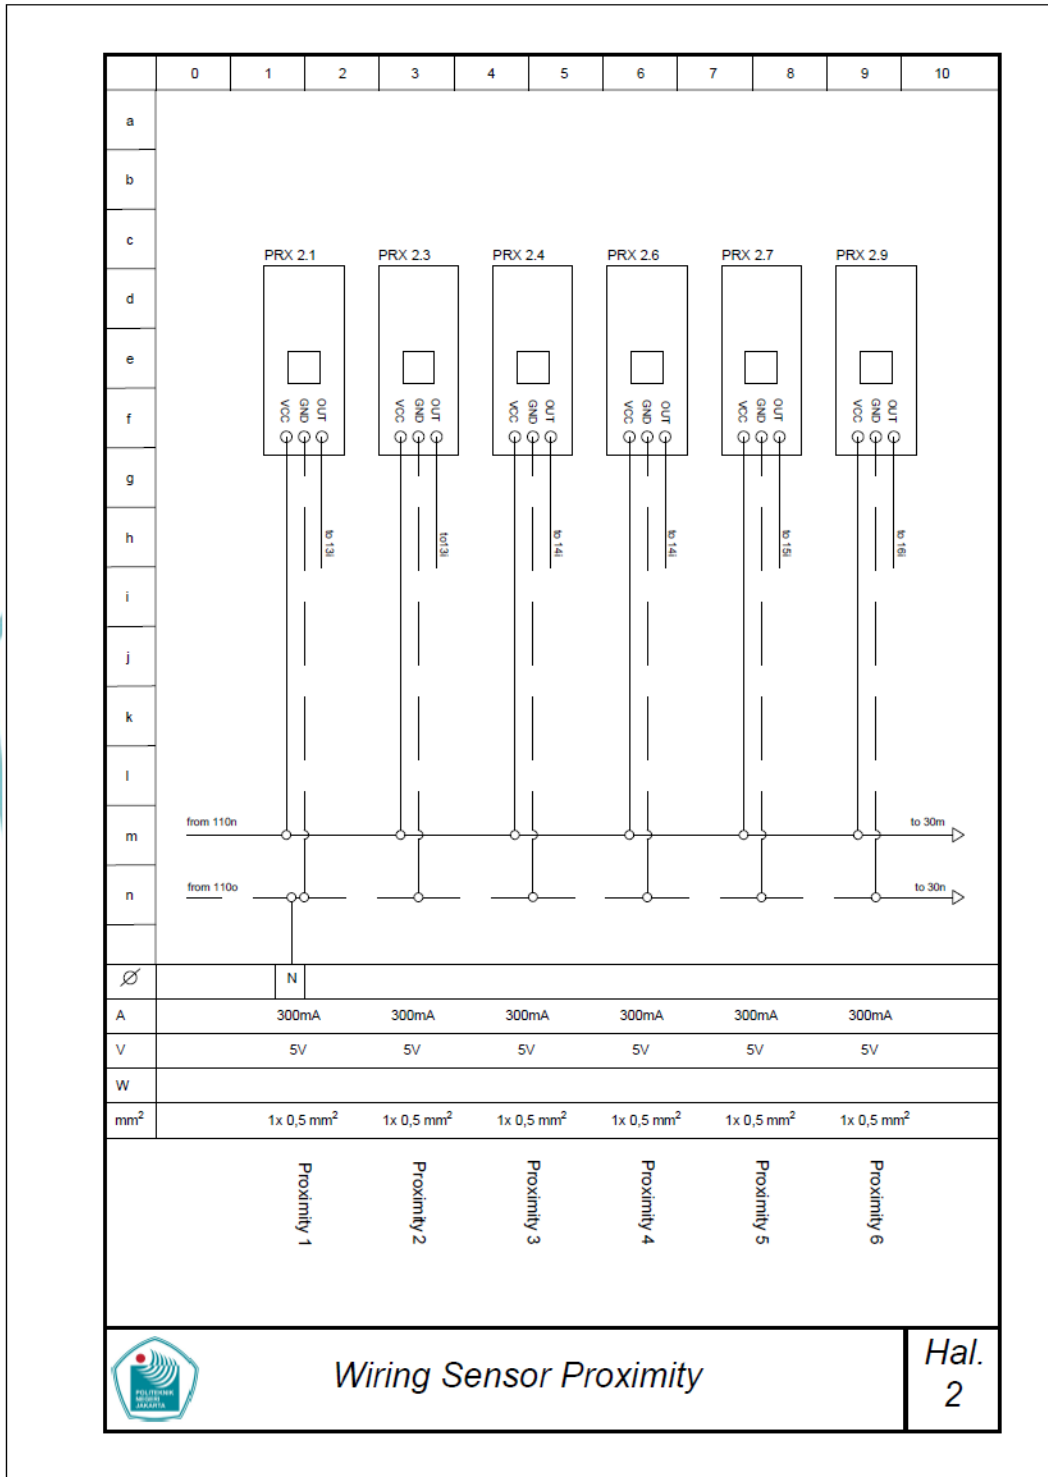 0 1 2 3 4 5 6 7 8 9 10
a
b
c
PRX 2.1 PRX 2.3 PRX 2.4 PRX 2.6 PRX 2.7 PRX 2.9
d
e
f
VCC GND OUT VCC GND OUT VCC GND OUT VCC GND OUT VCC GND OUT VCC GND OUT
g
h
to 13i to13i to 14i to 14i to 15i to 16i
i
j
k
l
from 110n to 30m
m
from 110o to 30n
n
Ø N
A 300mA 300mA 300mA 300mA 300mA 300mA
V 5V 5V 5V 5V 5V 5V
W
mm² 1x 0,5 mm² 1x 0,5 mm² 1x 0,5 mm² 1x 0,5 mm² 1x 0,5 mm² 1x 0,5 mm²
Proximity 1 Proximity 2 Proximity 3 Proximity 4 Proximity 5 Proximity 6
POLITEKNIK
NEGERI
JAKARTA
Wiring Sensor Proximity
Hal.
2